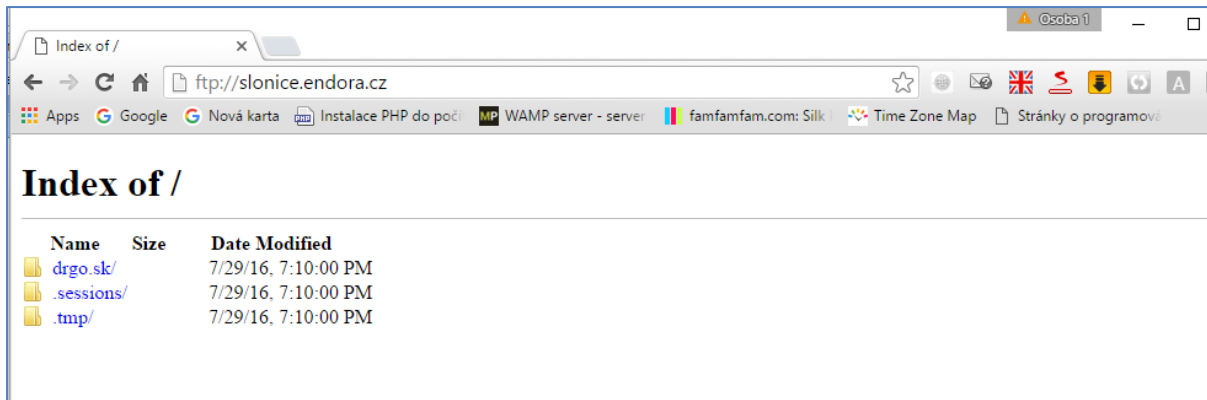 Osoba 1
Index of /
ftp://slonice.endora.cz
Apps Google Nová karta Instalace PHP do poč WAMP server - server famfamfam.com: Silk Time Zone Map Stránky o programová
Index of /
Name Size Date Modified
drgo.sk/ 7/29/16, 7:10:00 PM
.sessions/ 7/29/16, 7:10:00 PM
.tmp/ 7/29/16, 7:10:00 PM